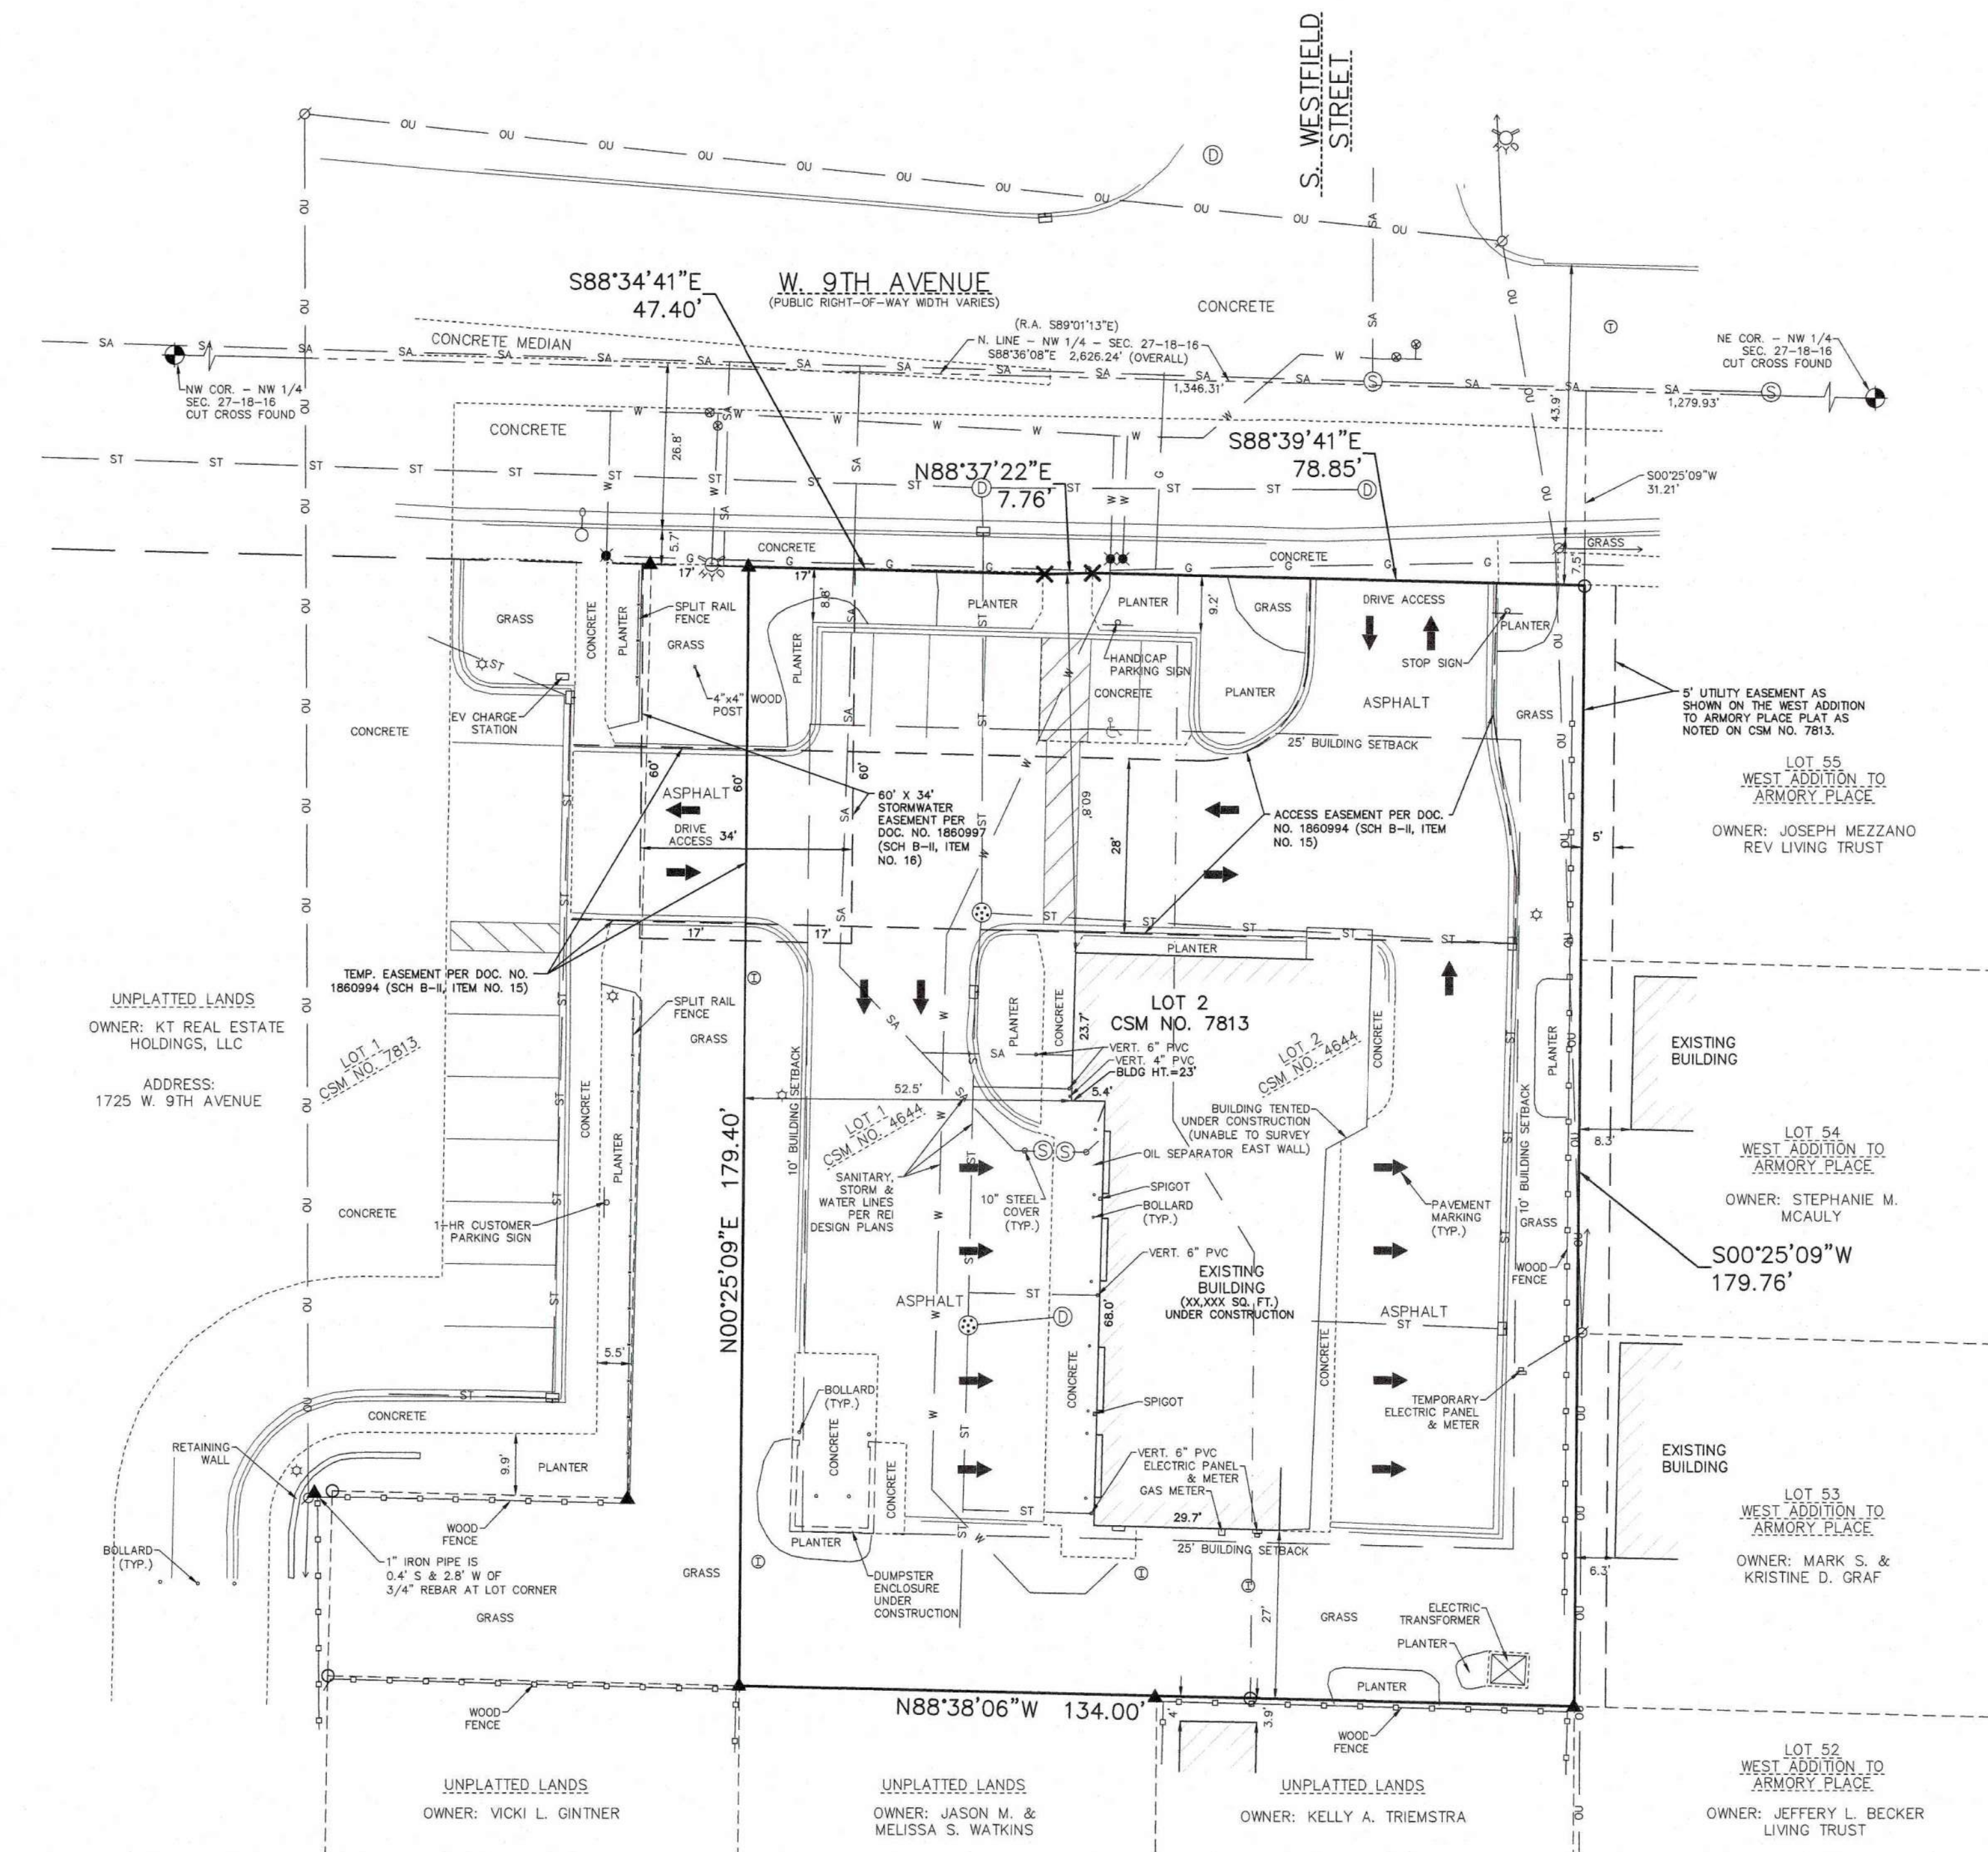 S. WESTFIELD
STREET
W. 9TH AVENUE
(PUBLIC RIGHT-OF-WAY WIDTH VARIES)
S88°34'41"E
47.40'
CONCRETE
CONCRETE MEDIAN
(R.A. S89°01'13"E)
N. LINE - NW 1/4 - SEC. 27-18-16
S88°36'08"E 2,626.24' (OVERALL)
1,346.31'
1,279.93'
NW COR. - NW 1/4
SEC. 27-18-16
CUT CROSS FOUND
NE COR. - NW 1/4
SEC. 27-18-16
CUT CROSS FOUND
43.9'
CONCRETE
26.8'
N88°37'22"E
7.76'
S88°39'41"E
78.85'
S00°25'09"W
31.21'
5.7'
CONCRETE
CONCRETE
GRASS
7.5'
17'
17'
8.8'
9.2'
GRASS
CONCRETE
PLANTER
SPLIT RAIL
FENCE
GRASS
PLANTER
PLANTER
PLANTER
GRASS
DRIVE ACCESS
PLANTER
STOP SIGN
4"x4" WOOD
POST
HANDICAP
PARKING SIGN
CONCRETE
PLANTER
ASPHALT
GRASS
EV CHARGE
STATION
CONCRETE
25' BUILDING SETBACK
5' UTILITY EASEMENT AS
SHOWN ON THE WEST ADDITION
TO ARMORY PLACE PLAT AS
NOTED ON CSM NO. 7813.
LOT 55
WEST ADDITION TO
ARMORY PLACE
OWNER: JOSEPH MEZZANO
REV LIVING TRUST
5'
60'
60'
60'
ASPHALT
DRIVE
ACCESS
34'
60' X 34'
STORMWATER
EASEMENT PER
DOC. NO. 1860997
(SCH B-II, ITEM
NO. 16)
60.8'
28'
ACCESS EASEMENT PER DOC.
NO. 1860994 (SCH B-II, ITEM
NO. 15)
17'
17'
TEMP. EASEMENT PER DOC. NO.
1860994 (SCH B-II, ITEM NO. 15)
PLANTER
UNPLATTED LANDS
OWNER: KT REAL ESTATE
HOLDINGS, LLC
ADDRESS:
1725 W. 9TH AVENUE
LOT 1
CSM NO. 7813
SPLIT RAIL
FENCE
GRASS
PLANTER
CONCRETE
23.7'
LOT 2
CSM NO. 7813
VERT. 6" PVC
VERT. 4" PVC
BLDG HT.=23'
LOT 2
CSM NO. 4644
CONCRETE
PLANTER
EXISTING
BUILDING
10' BUILDING SETBACK
52.5'
5.4'
LOT 1
CSM NO. 4644
BUILDING TENTED
UNDER CONSTRUCTION
(UNABLE TO SURVEY
EAST WALL)
OIL SEPARATOR
10' BUILDING SETBACK
8.3'
LOT 54
WEST ADDITION TO
ARMORY PLACE
OWNER: STEPHANIE M.
MCAULY
CONCRETE
PLANTER
N00°25'09"E 179.40'
SANITARY,
STORM &
WATER LINES
PER REI
DESIGN PLANS
10" STEEL
COVER
(TYP.)
SPIGOT
BOLLARD
(TYP.)
PAVEMENT
MARKING
(TYP.)
GRASS
CONCRETE
1-HR CUSTOMER
PARKING SIGN
S00°25'09"W
179.76'
VERT. 6" PVC
EXISTING
BUILDING
(XX,XXX SQ. FT.)
UNDER CONSTRUCTION
WOOD
FENCE
ASPHALT
68.0'
ASPHALT
5.5'
CONCRETE
CONCRETE
BOLLARD
(TYP.)
CONCRETE
SPIGOT
TEMPORARY
ELECTRIC PANEL
& METER
CONCRETE
RETAINING
WALL
9.9'
PLANTER
CONCRETE
VERT. 6" PVC
ELECTRIC PANEL
& METER
GAS METER
29.7'
EXISTING
BUILDING
LOT 53
WEST ADDITION TO
ARMORY PLACE
OWNER: MARK S. &
KRISTINE D. GRAF
WOOD
FENCE
BOLLARD
(TYP.)
1" IRON PIPE IS
0.4' S & 2.8' W OF
3/4" REBAR AT LOT CORNER
GRASS
GRASS
PLANTER
DUMPSTER
ENCLOSURE
UNDER
CONSTRUCTION
25' BUILDING SETBACK
6.3'
27'
GRASS
ELECTRIC
TRANSFORMER
PLANTER
PLANTER
WOOD
FENCE
N88°38'06"W 134.00'
4'
3.9'
WOOD
FENCE
UNPLATTED LANDS
OWNER: VICKI L. GINTNER
UNPLATTED LANDS
OWNER: JASON M. &
MELISSA S. WATKINS
UNPLATTED LANDS
OWNER: KELLY A. TRIEMSTRA
LOT 52
WEST ADDITION TO
ARMORY PLACE
OWNER: JEFFERY L. BECKER
LIVING TRUST